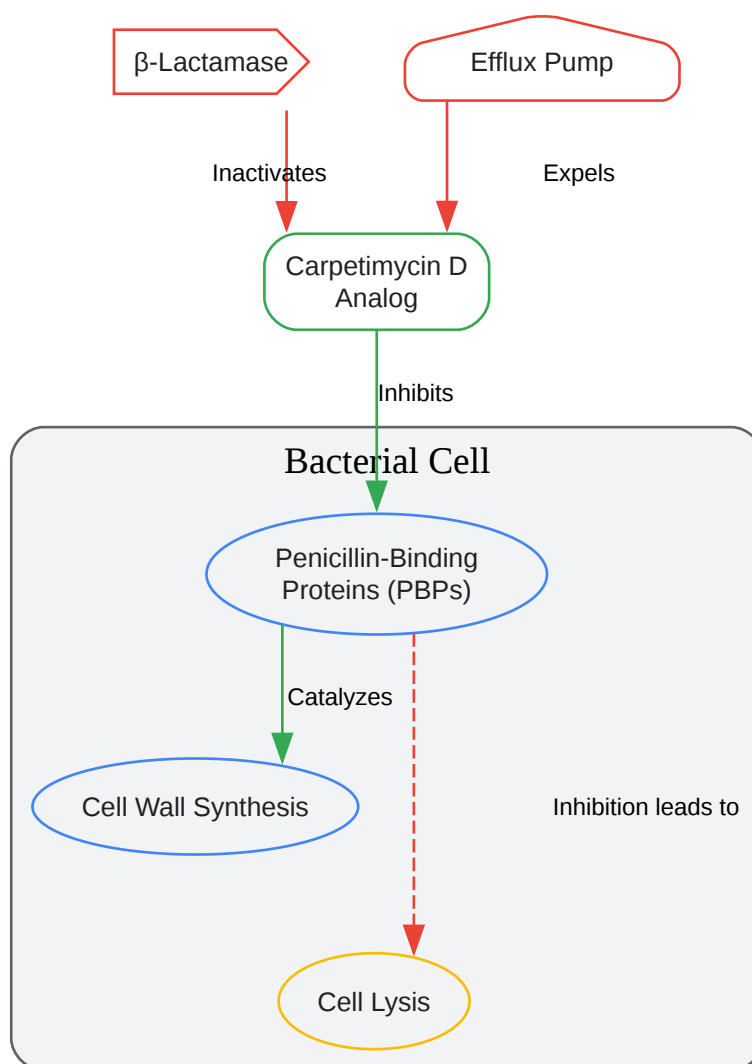 β-Lactamase
Efflux Pump
Inactivates
Expels
Carpetimycin D
Analog
Inhibits
Bacterial Cell
Penicillin-Binding
Proteins (PBPs)
Catalyzes
Cell Wall Synthesis
Inhibition leads to
Cell Lysis